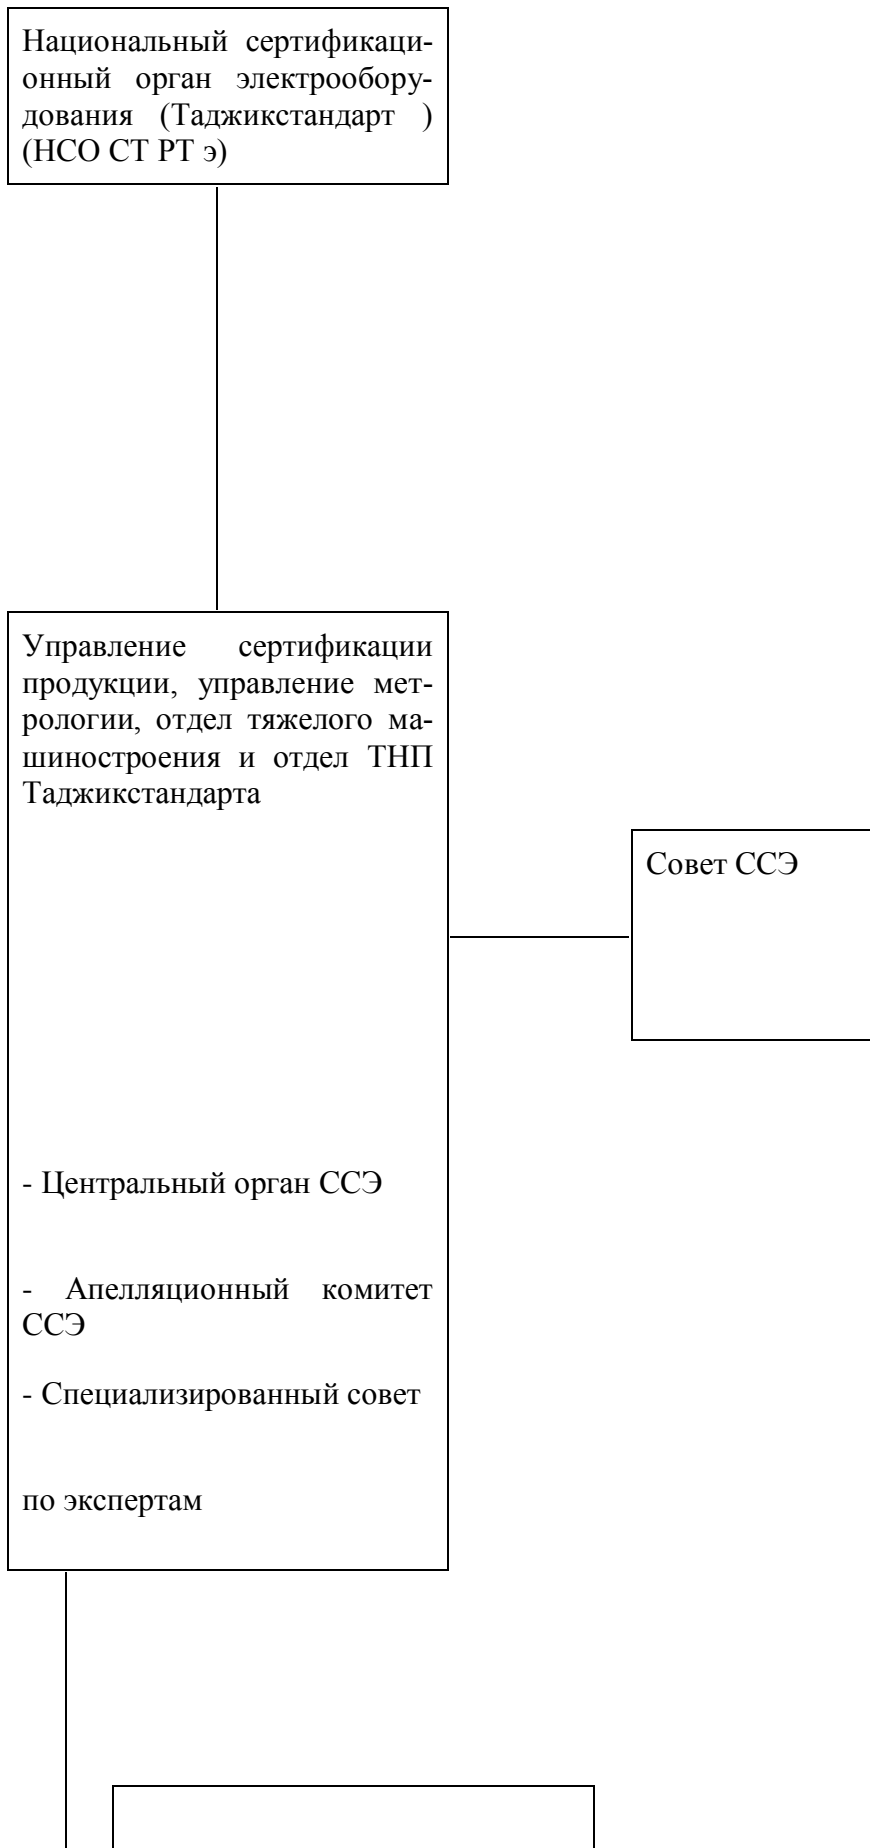 Национальный сертификаци-
онный орган электрообору-
дования (Таджикстандарт )
(НСО СТ РТ э)
Управление сертификации
продукции, управление мет-
рологии, отдел тяжелого ма-
шиностроения и отдел ТНП
Таджикстандарта
Совет ССЭ
- Центральный орган ССЭ
- Апелляционный комитет
ССЭ
- Специализированный совет
по экспертам